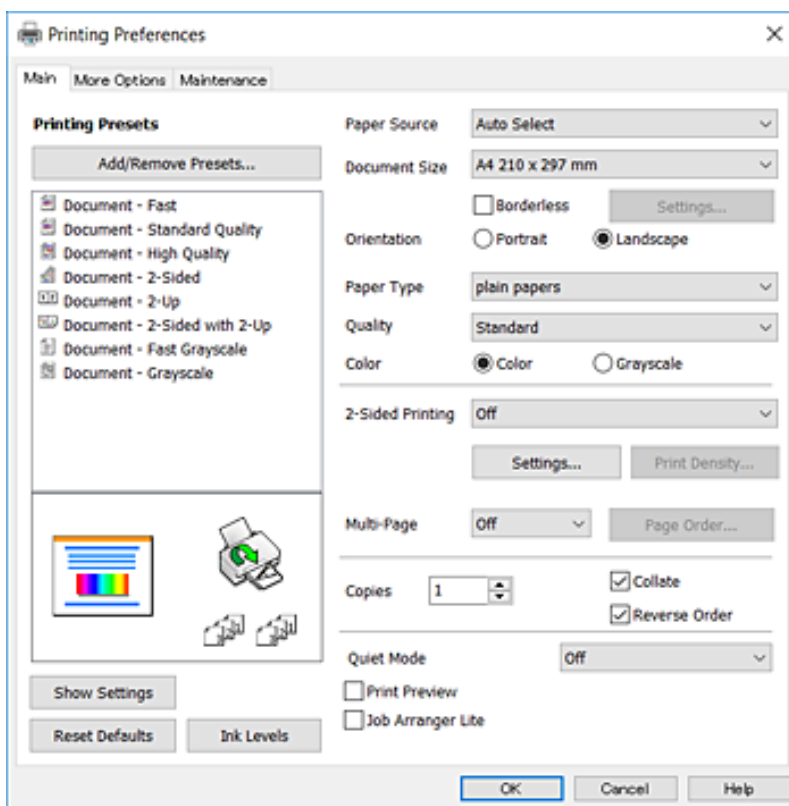 Printing Preferences
Main More Options Maintenance
Printing Presets
Add/Remove Presets...
Document - Fast
Document - Standard Quality
Document - High Quality
Document - 2-Sided
Document - 2-Up
Document - 2-Sided with 2-Up
Document - Fast Grayscale
Document - Grayscale
Show Settings
Reset Defaults Ink Levels
Paper Source Auto Select
Document Size A4 210 x 297 mm
Borderless Settings...
Orientation Portrait Landscape
Paper Type plain papers
Quality Standard
Color Color Grayscale
2-Sided Printing Off
Settings... Print Density...
Multi-Page Off Page Order...
Copies 1 Collate
Reverse Order
Quiet Mode Off
Print Preview
Job Arranger Lite
OK Cancel Help